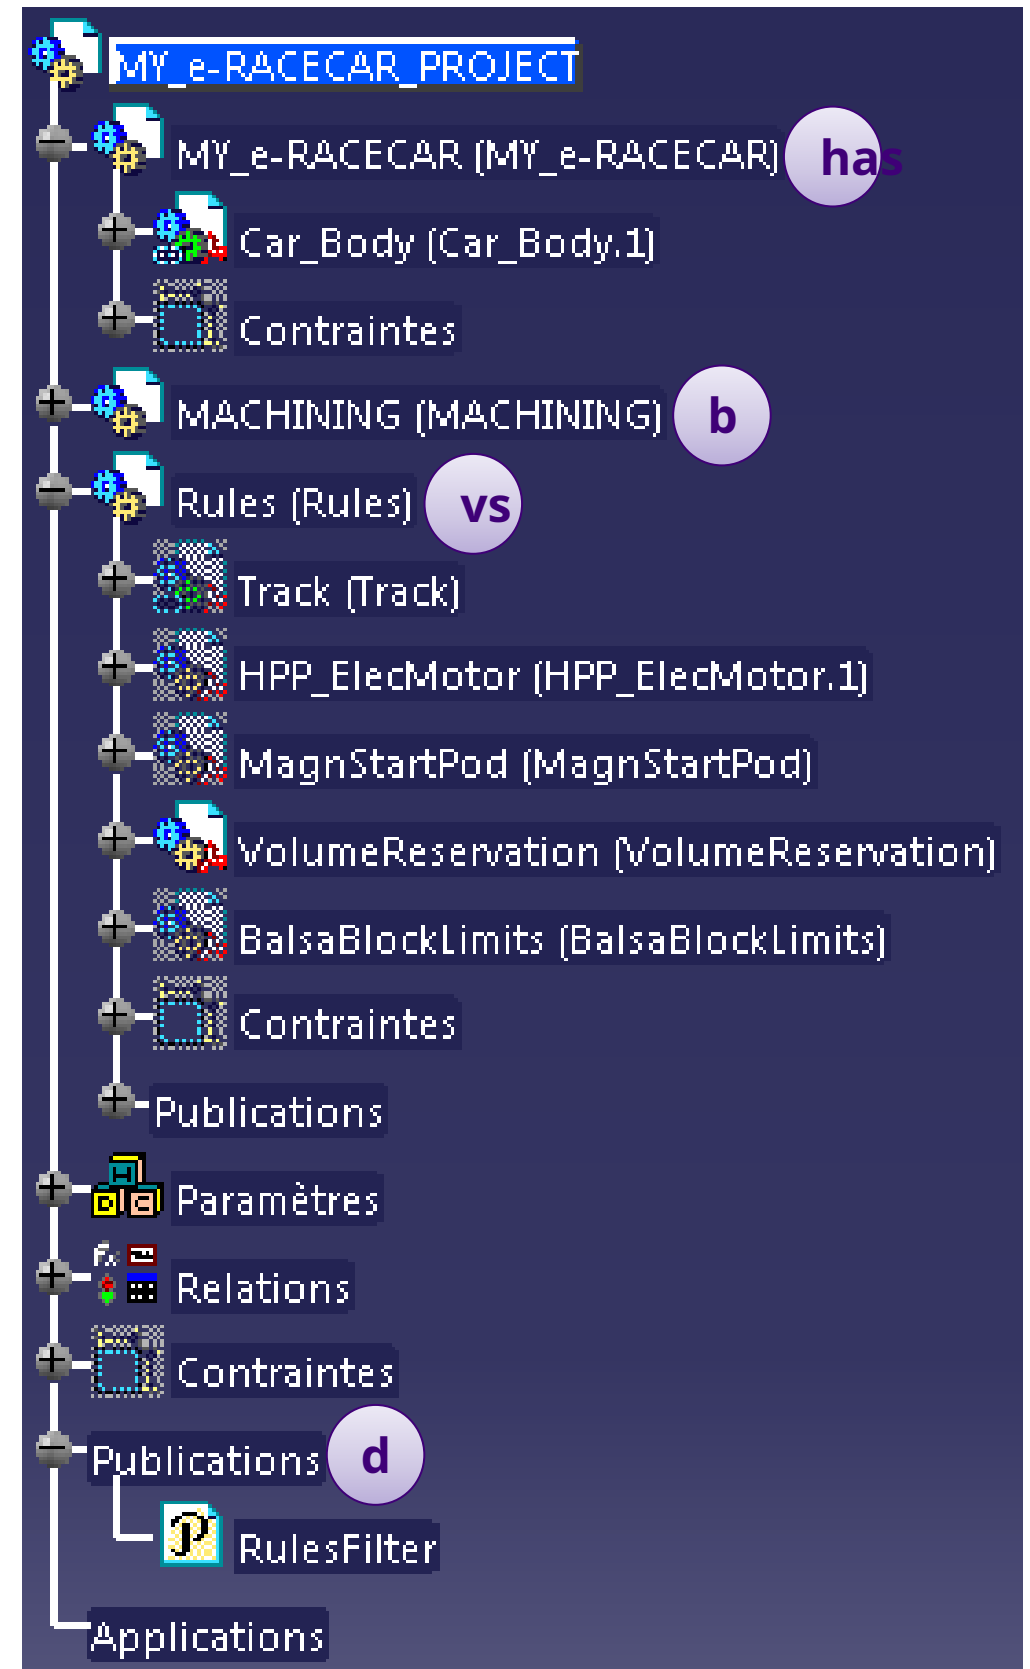 MY_e-RACECAR_PROJECT
MY_e-RACECAR (MY_e-RACECAR) has
Car_Body (Car_Body.1)
Contraintes
MACHINING (MACHINING) b
Rules (Rules) vs
Track (Track)
HPP_ElecMotor (HPP_ElecMotor.1)
MagnStartPod (MagnStartPod)
VolumeReservation (VolumeReservation)
BalsaBlockLimits (BalsaBlockLimits)
Contraintes
Publications
Paramètres
Relations
Contraintes
Publications d
RulesFilter
Applications